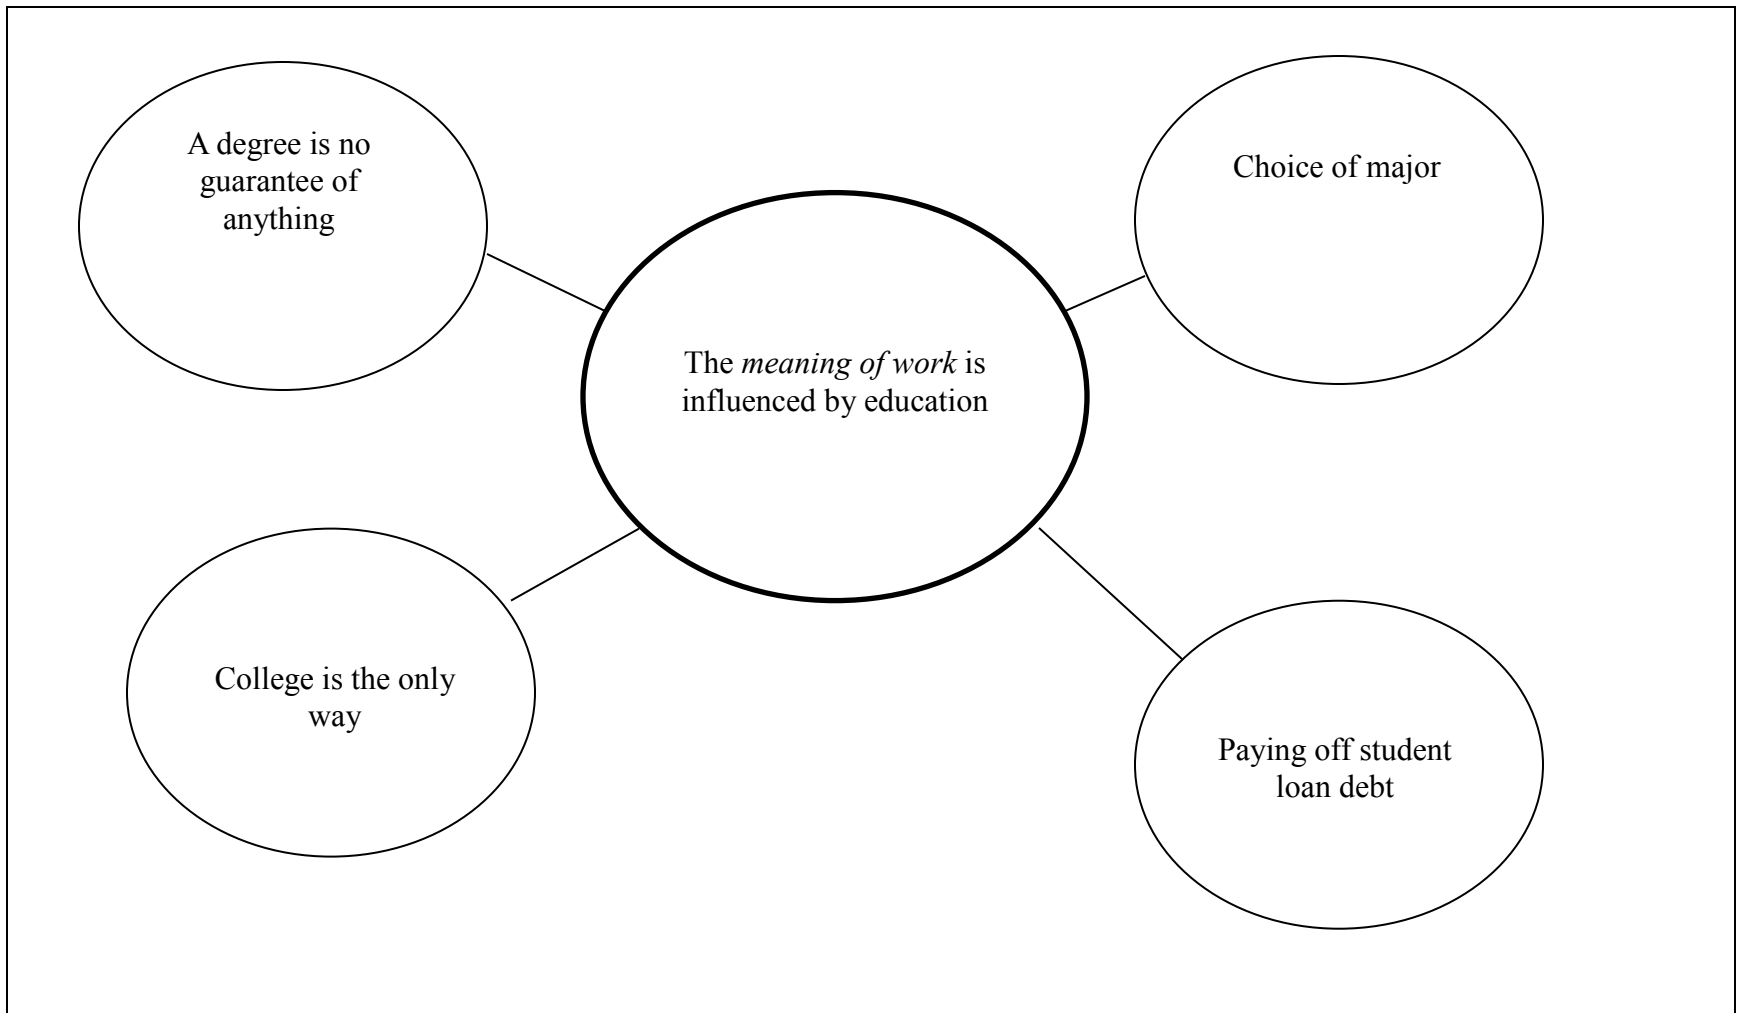 A degree is no
guarantee of
anything
Choice of major
The meaning of work is
influenced by education
College is the only
way
Paying off student
loan debt